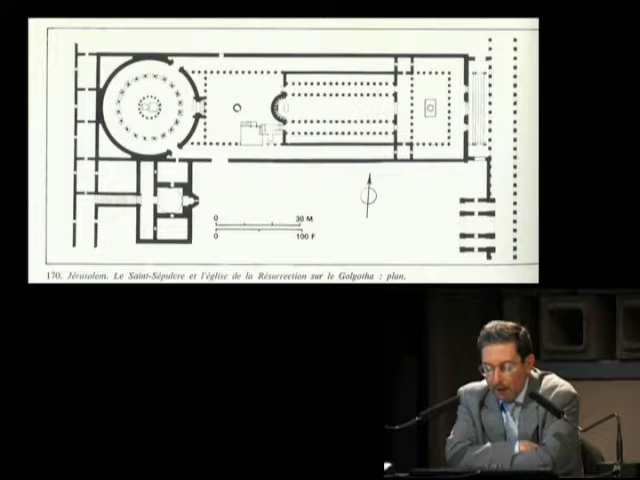 0 30 M
0 100 F
170. Jérusalem. Le Saint-Sépulcre et l'église de la Résurrection sur le Golgotha : plan.